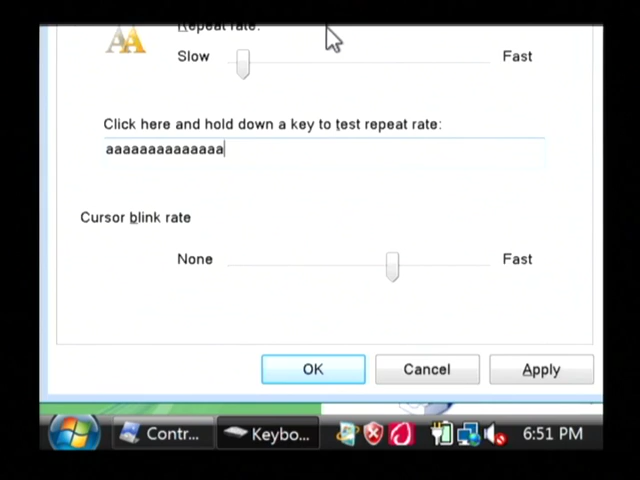 Repeat rate:
Slow
Fast
Click here and hold down a key to test repeat rate:
aaaaaaaaaaaaaa
Cursor blink rate
None
Fast
OK
Cancel
Apply
Contr...
Keybo...
6:51 PM